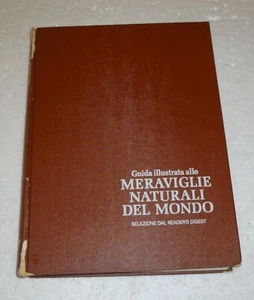 Guida illustrata alle
MERAVIGLIE
NATURALI
DEL MONDO
SELEZIONE DAL READER'S DIGEST